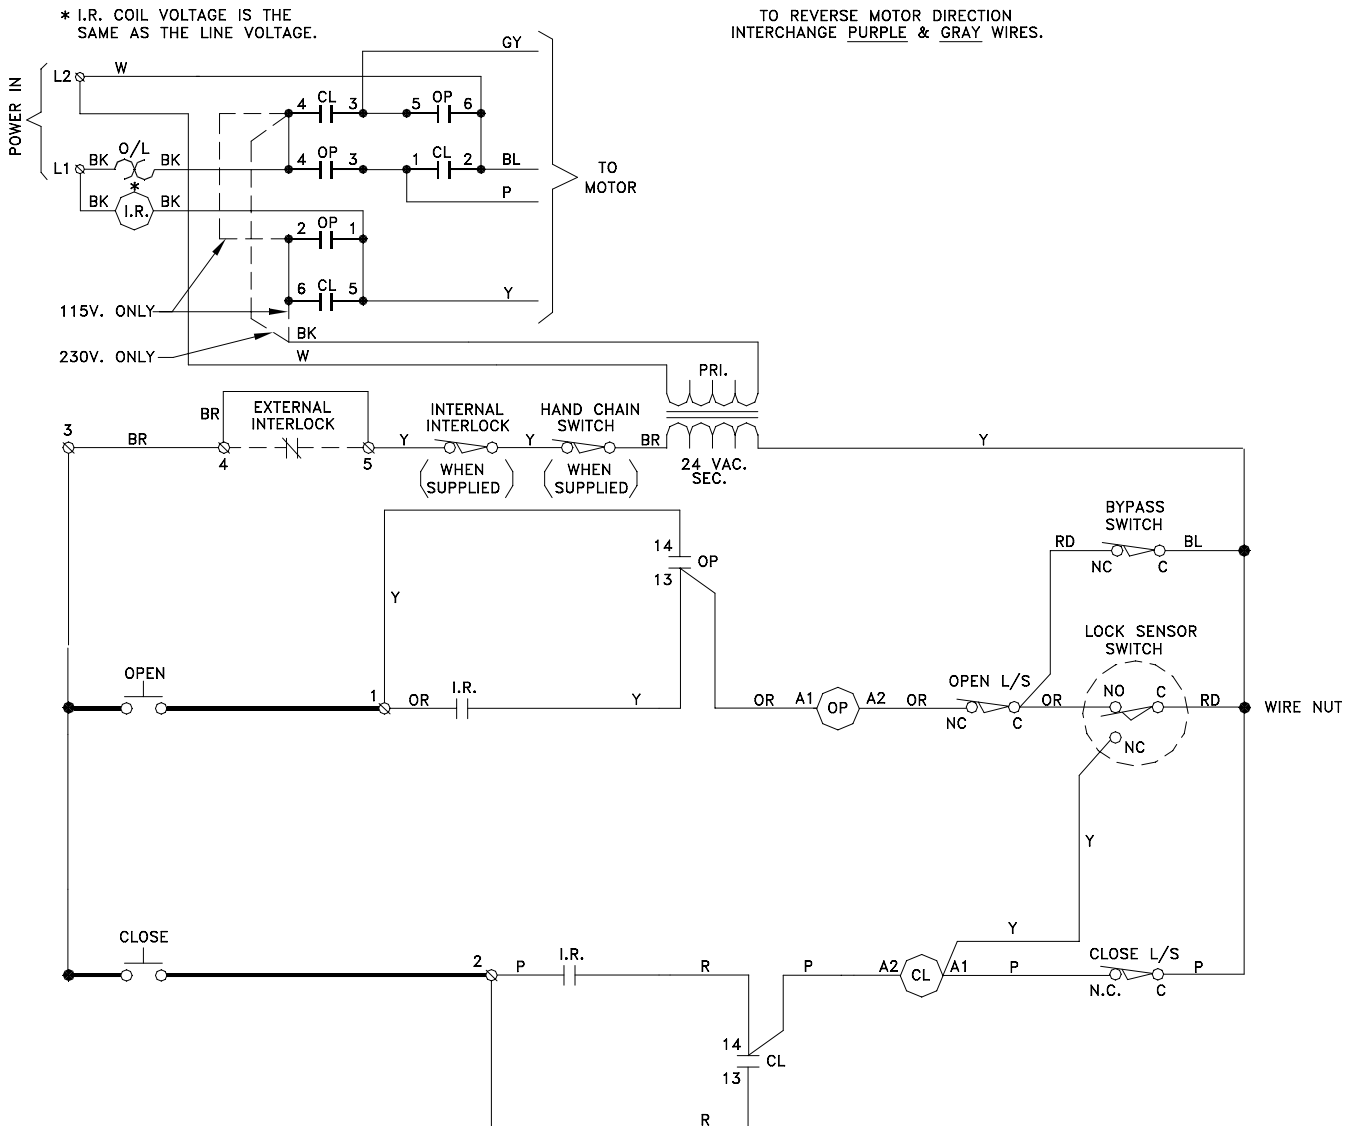 * I.R. COIL VOLTAGE IS THE
SAME AS THE LINE VOLTAGE.
TO REVERSE MOTOR DIRECTION
INTERCHANGE PURPLE & GRAY WIRES.
GY
POWER IN
L2
W
4 CL 3
5 OP 6
O/L
L1
BK
BK
4 OP 3
1 CL 2
BL
TO
MOTOR
P
*
BK
I.R.
BK
2 OP 1
6 CL 5
Y
115V. ONLY
BK
230V. ONLY
W
PRI.
BR
EXTERNAL
INTERLOCK
INTERNAL
INTERLOCK
HAND CHAIN
SWITCH
3
BR
4
5
Y
Y
BR
Y
(WHEN
SUPPLIED)
(WHEN
SUPPLIED)
24 VAC.
SEC.
BYPASS
SWITCH
14
OP
13
RD
BL
NC
C
Y
LOCK SENSOR
SWITCH
OPEN
1
OR
I.R.
Y
OR
A1
OP
A2
OR
OPEN L/S
NC
C
OR
NO
C
RD
WIRE NUT
NC
Y
Y
CLOSE
2
P
I.R.
R
P
A2
CL
A1
P
CLOSE L/S
N.C.
C
P
14
CL
13
R